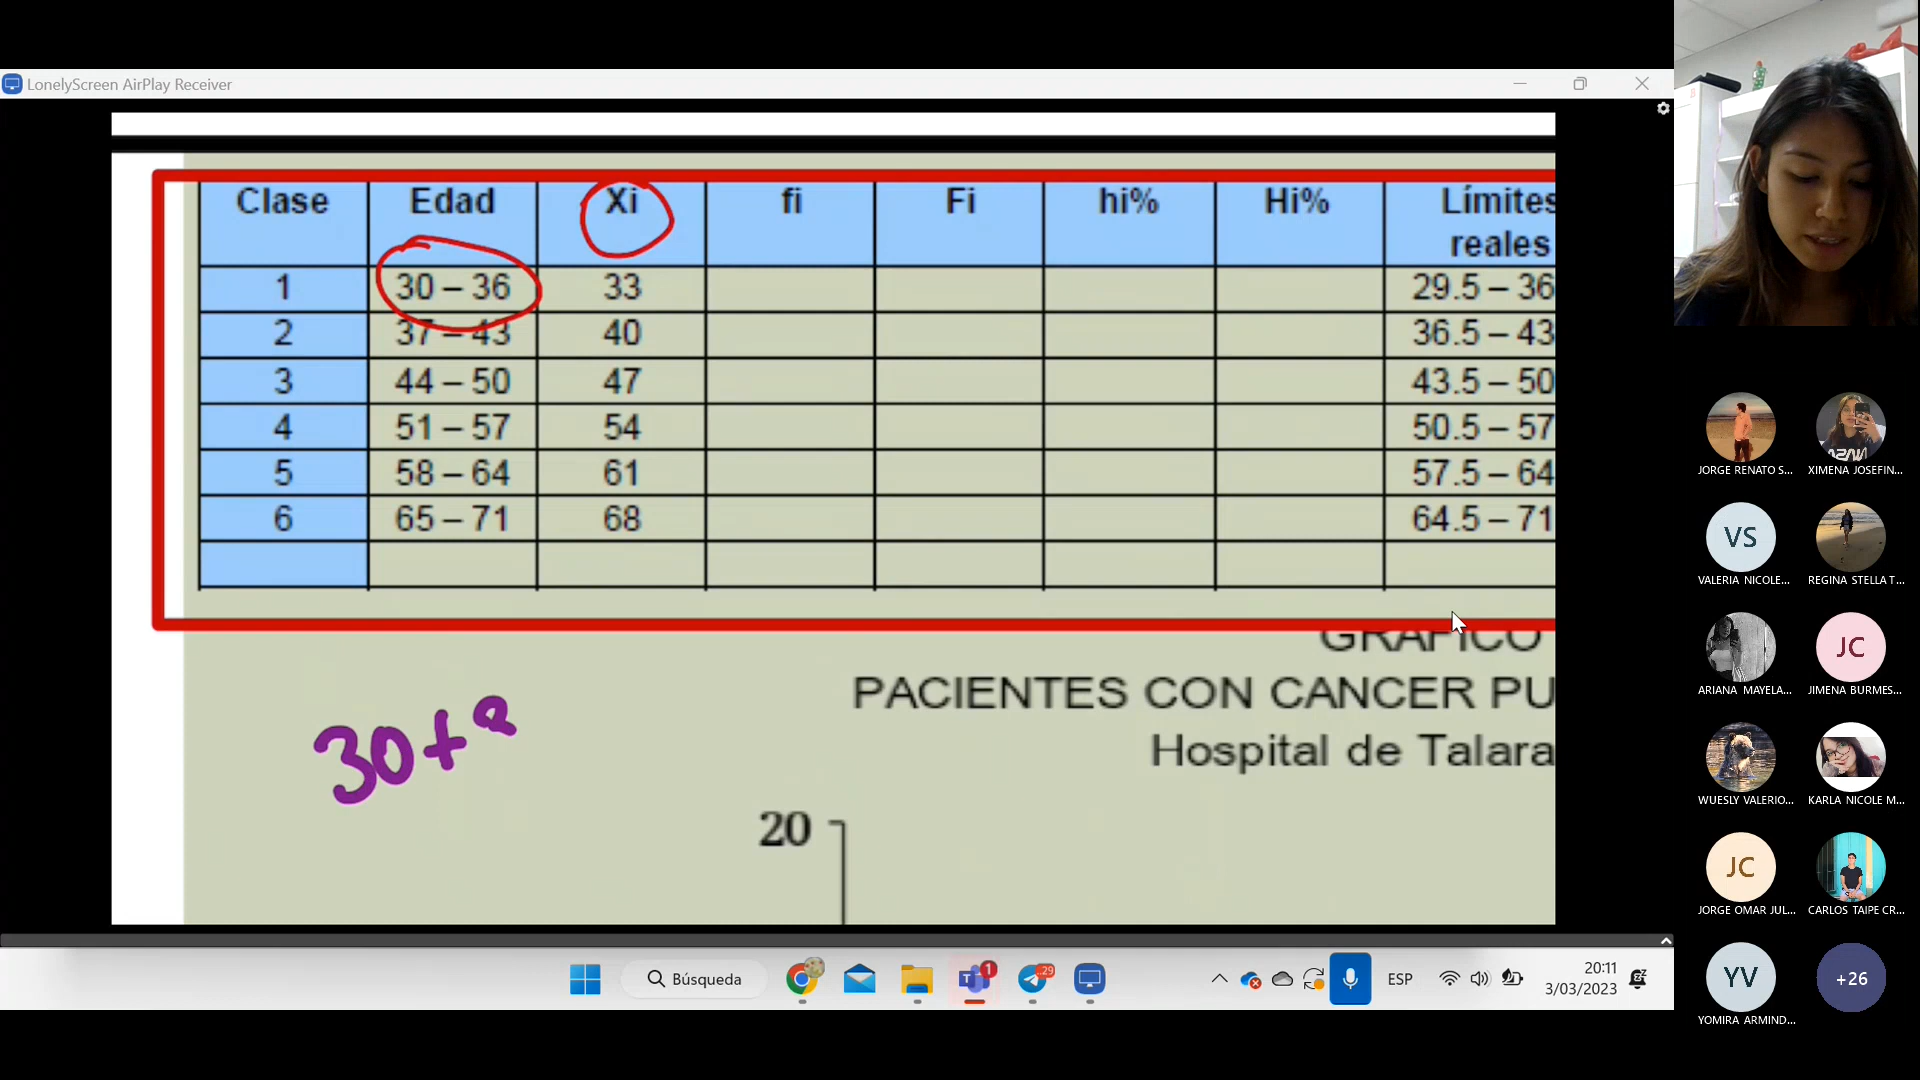 LonelyScreen AirPlay Receiver
Clase Edad Xi fi Fi hi% Hi% Límites
reales
1 30 – 36 33 29.5 – 36
2 37 – 43 40 36.5 – 43
3 44 – 50 47 43.5 – 50
4 51 – 57 54 50.5 – 57
5 58 – 64 61 57.5 – 64
6 65 – 71 68 64.5 – 71
GRAFICO
PACIENTES CON CANCER PU
Hospital de Talara
30+
20
JORGE RENATO S... XIMENA JOSEFIN...
VS
VALERIA NICOLE... REGINA STELLA T...
JC
ARIANA MAYELA... JIMENA BURMES...
WUESLY VALERIO... KARLA NICOLE M...
JC
JORGE OMAR JUL... CARLOS TAIPE CR...
YV +26
YOMIRA ARMIND...
Búsqueda 1 ..29 ESP 20:11
3/03/2023